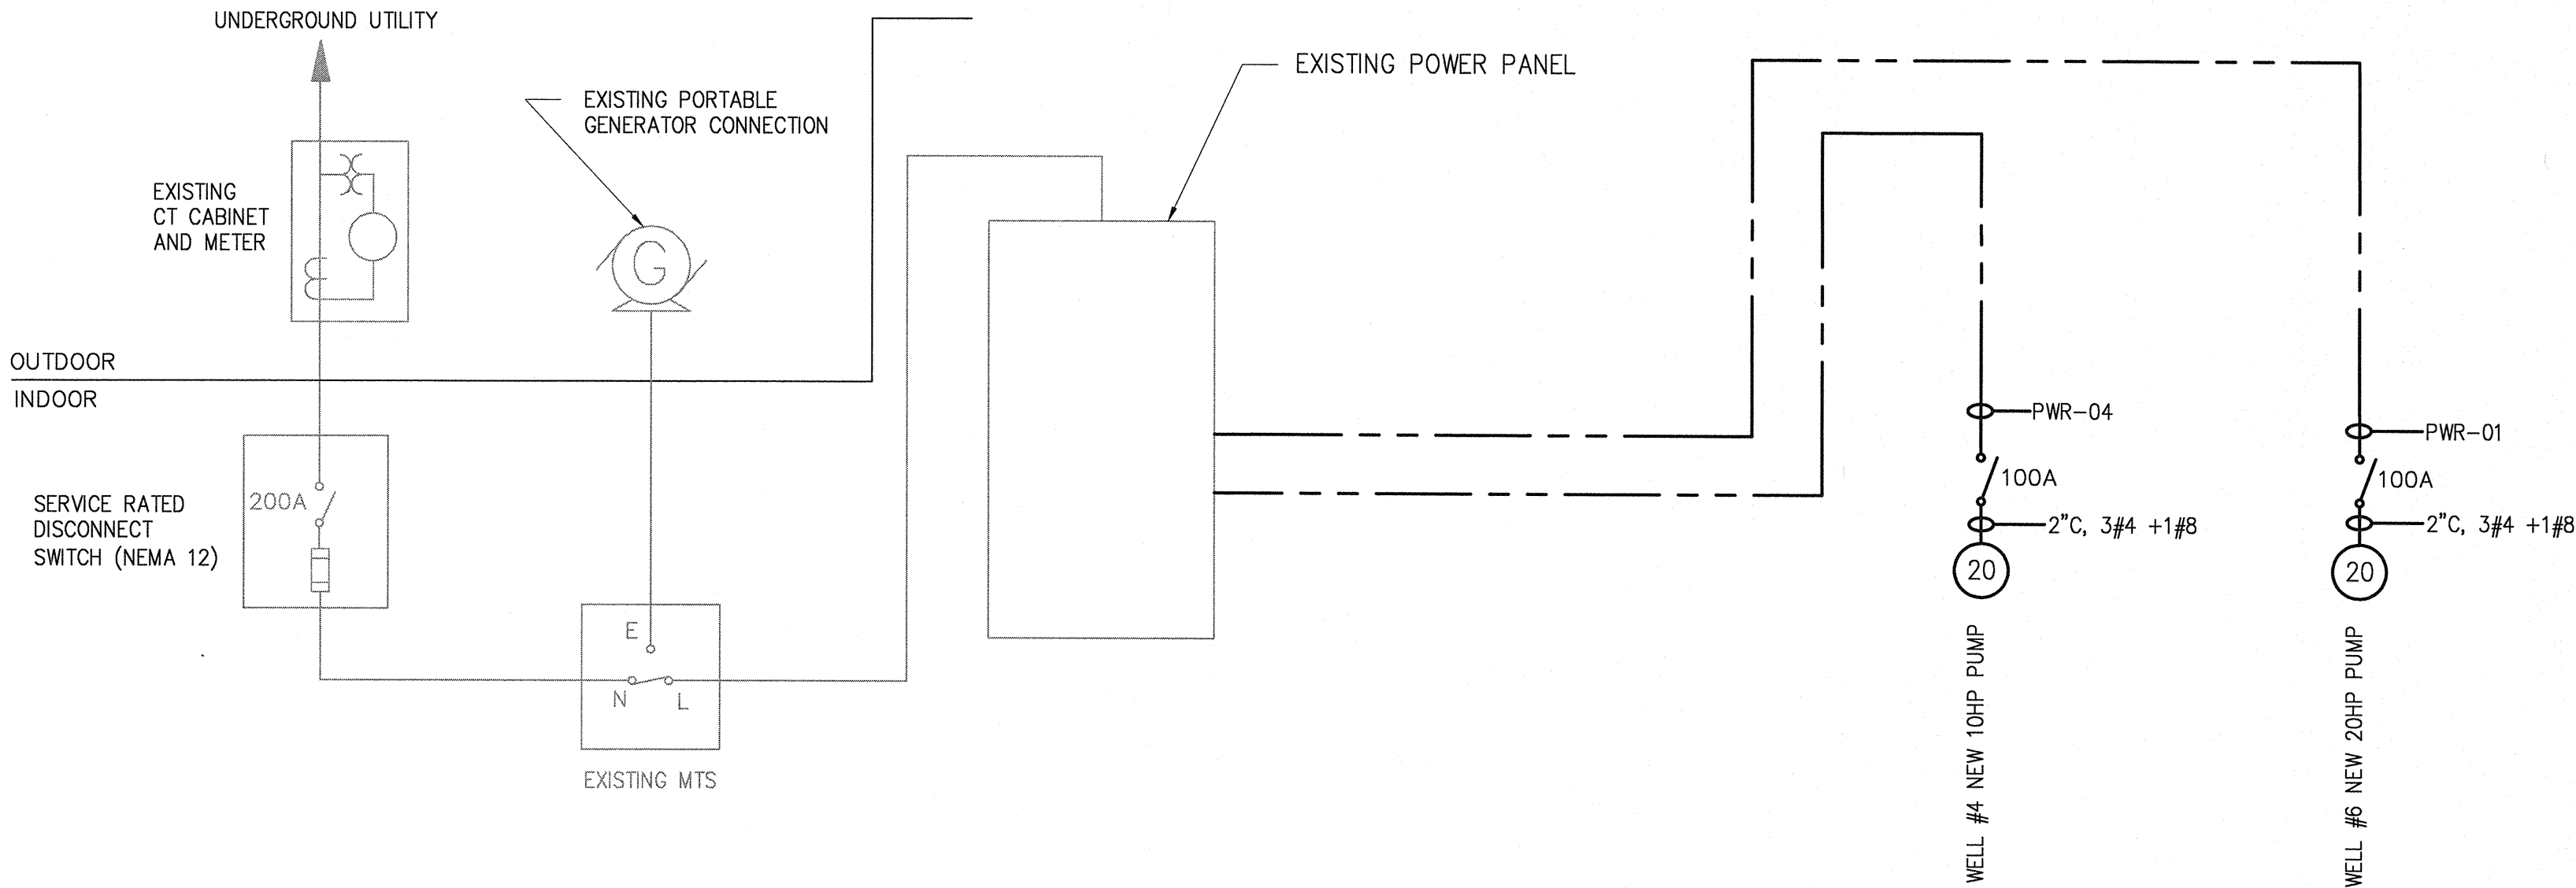 UNDERGROUND UTILITY
EXISTING POWER PANEL
EXISTING PORTABLE
GENERATOR CONNECTION
EXISTING
CT CABINET
AND METER
G
OUTDOOR
INDOOR
PWR-04
PWR-01
SERVICE RATED
DISCONNECT
SWITCH (NEMA 12)
200A
100A
100A
2"C, 3#4 +1#8
2"C, 3#4 +1#8
20
20
E
N
L
EXISTING MTS
WELL #4 NEW 10HP PUMP
WELL #6 NEW 20HP PUMP